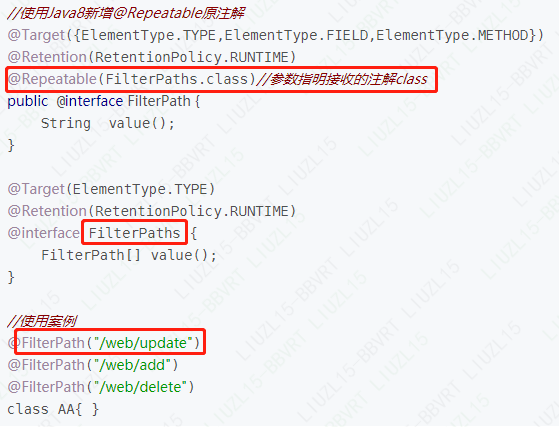 //使用Java8新增@Repeatable原注解
@Target({ElementType.TYPE,ElementType.FIELD,ElementType.METHOD})
@Retention(RetentionPolicy.RUNTIME)
@Repeatable(FilterPaths.class)//参数指明接收的注解class
public @interface FilterPath {
    String  value();
}

@Target(ElementType.TYPE)
@Retention(RetentionPolicy.RUNTIME)
@interface FilterPaths {
    FilterPath[] value();
}

//使用案例
@FilterPath("/web/update")
@FilterPath("/web/add")
@FilterPath("/web/delete")
class AA{ }